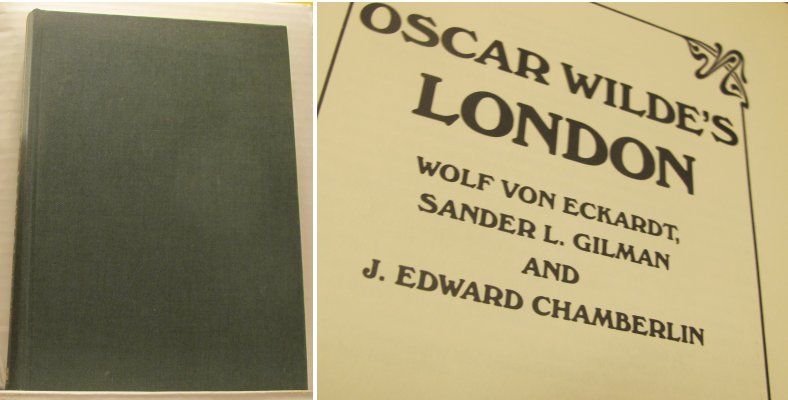 OSCAR WILDE'S
LONDON
WOLF VON ECKARDT,
SANDER L. GILMAN
AND
J. EDWARD CHAMBERLIN